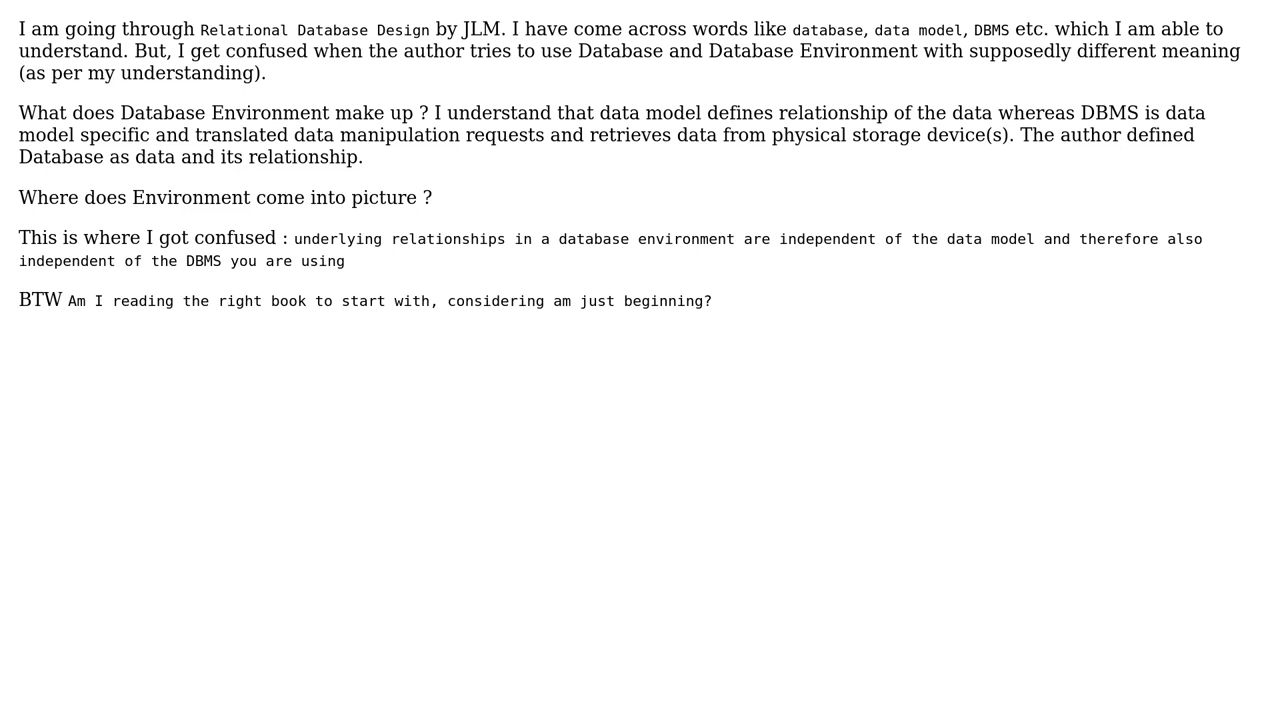 I am going through Relational Database Design by JLM. I have come across words like database, data model, DBMS etc. which I am able to
understand. But, I get confused when the author tries to use Database and Database Environment with supposedly different meaning
(as per my understanding).
What does Database Environment make up ? I understand that data model defines relationship of the data whereas DBMS is data
model specific and translated data manipulation requests and retrieves data from physical storage device(s). The author defined
Database as data and its relationship.
Where does Environment come into picture ?
This is where I got confused : underlying relationships in a database environment are independent of the data model and therefore also
independent of the DBMS you are using
BTW Am I reading the right book to start with, considering am just beginning?